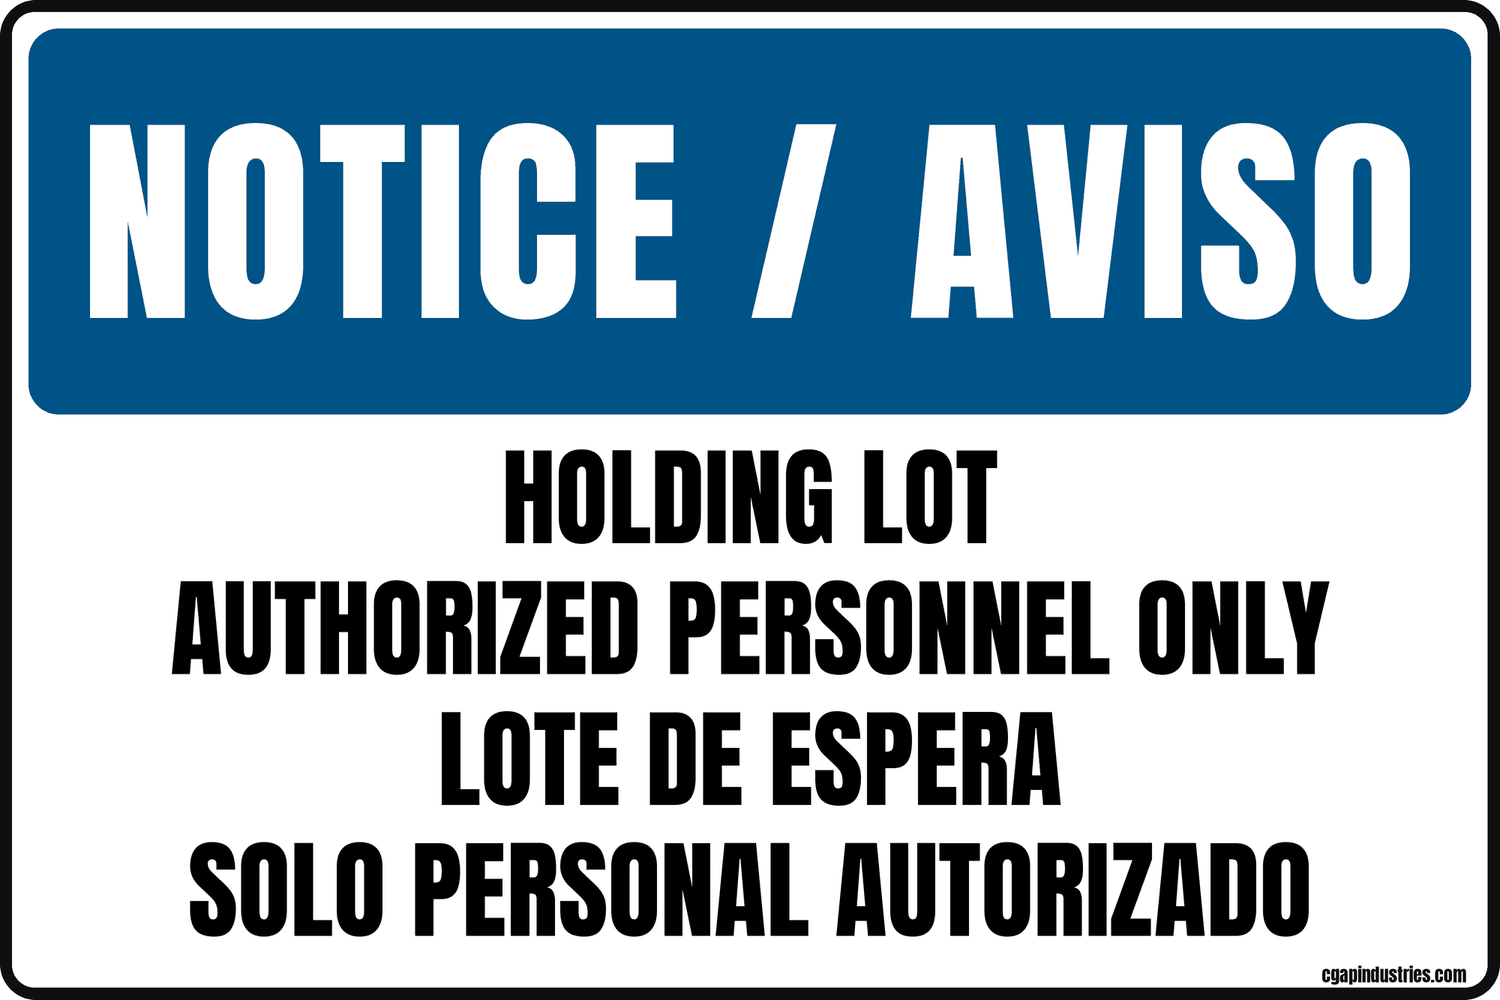 NOTICE / AVISO
HOLDING LOT
AUTHORIZED PERSONNEL ONLY
LOTE DE ESPERA
SOLO PERSONAL AUTORIZADO
cgapindustries.com